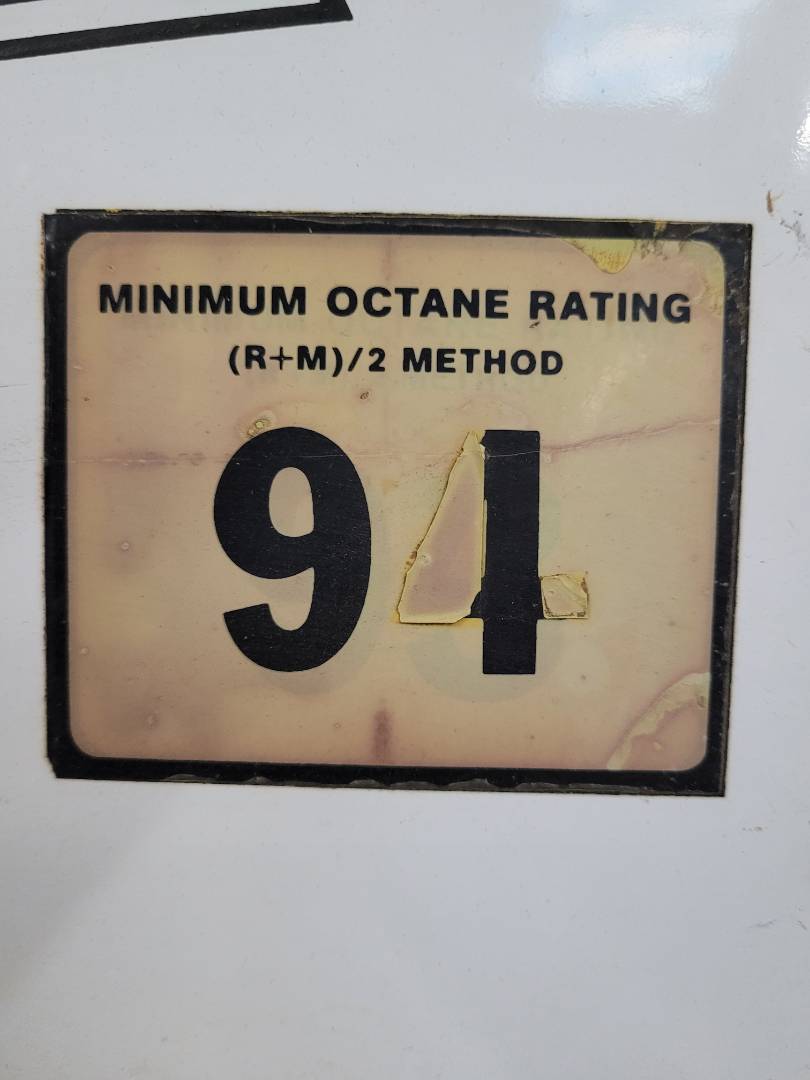 MINIMUM OCTANE RATING
(R+M)/2 METHOD
94